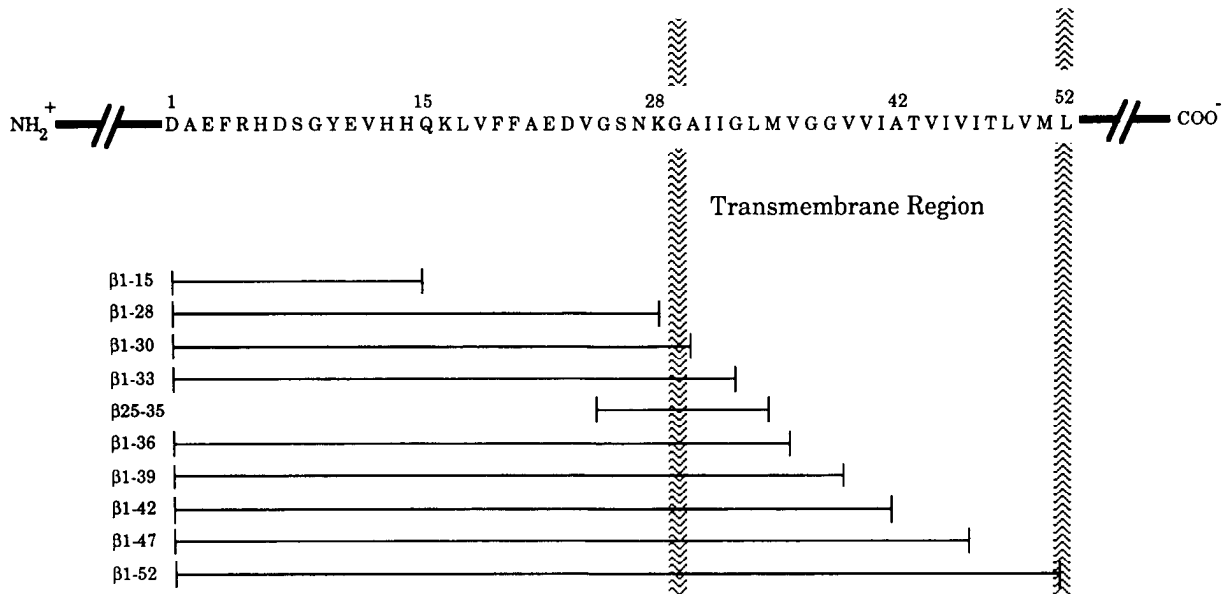 1 15 28 42 52
NH2+ DAEFRHDSGYEVHHQKLVFFAEDVGSNKGAIIGLMVGGVVIATVIVITLVML COO-
Transmembrane Region
β1-15
β1-28
β1-30
β1-33
β25-35
β1-36
β1-39
β1-42
β1-47
β1-52